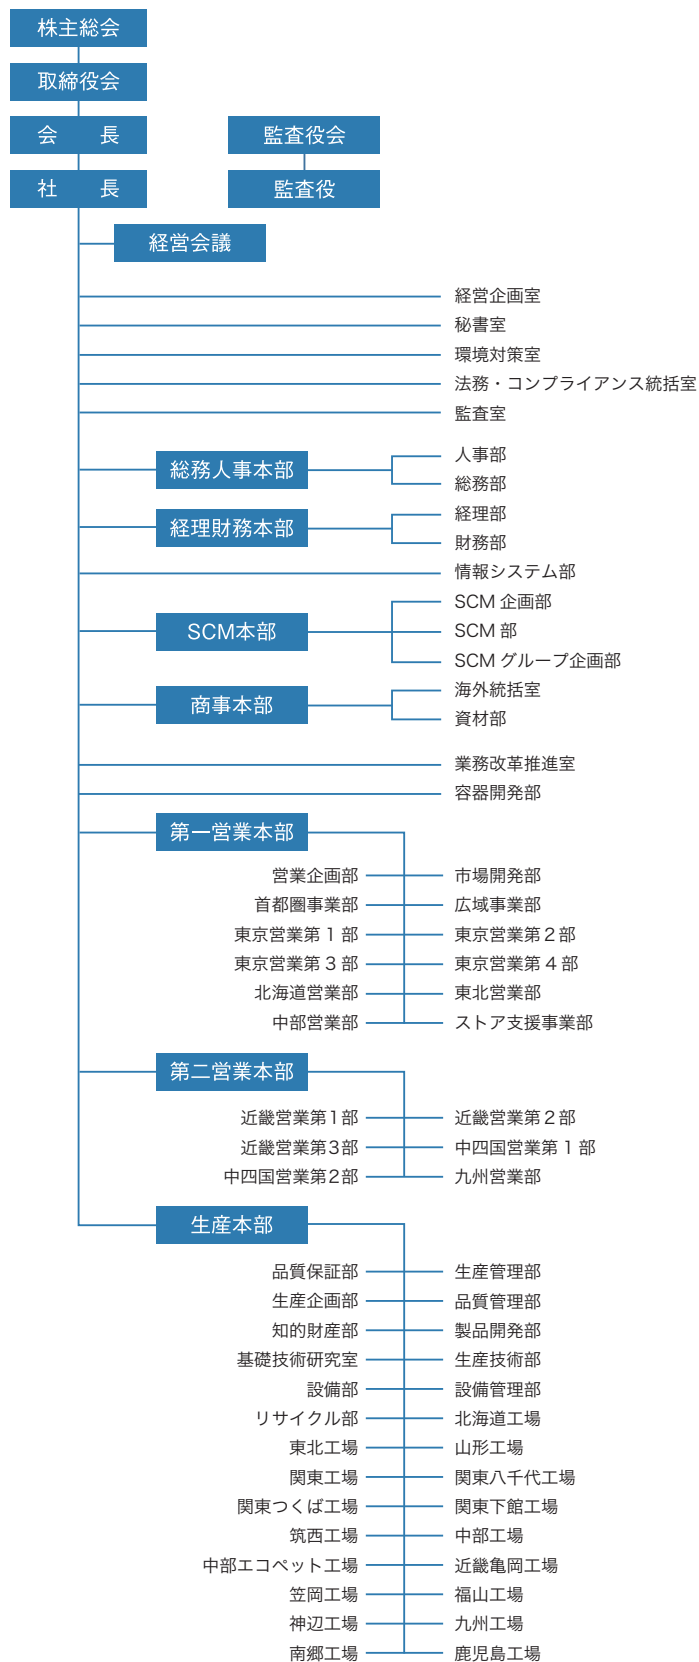 株主総会
取締役会
会　　長
監査役会
社　　長
監査役
経営会議
経営企画室
秘書室
環境対策室
法務・コンプライアンス統括室
監査室
総務人事本部
人事部
総務部
経理財務本部
経理部
財務部
情報システム部
SCM本部
SCM 企画部
SCM 部
SCM グループ企画部
商事本部
海外統括室
資材部
業務改革推進室
容器開発部
第一営業本部
営業企画部
市場開発部
首都圏事業部
広域事業部
東京営業第 1 部
東京営業第 2 部
東京営業第 3 部
東京営業第 4 部
北海道営業部
東北営業部
中部営業部
ストア支援事業部
第二営業本部
近畿営業第1部
近畿営業第 2 部
近畿営業第3部
中四国営業第 1 部
中四国営業第2部
九州営業部
生産本部
品質保証部
生産管理部
生産企画部
品質管理部
知的財産部
製品開発部
基礎技術研究室
生産技術部
設備部
設備管理部
リサイクル部
北海道工場
東北工場
山形工場
関東工場
関東八千代工場
関東つくば工場
関東下館工場
筑西工場
中部工場
中部エコペット工場
近畿亀岡工場
笠岡工場
福山工場
神辺工場
九州工場
南郷工場
鹿児島工場